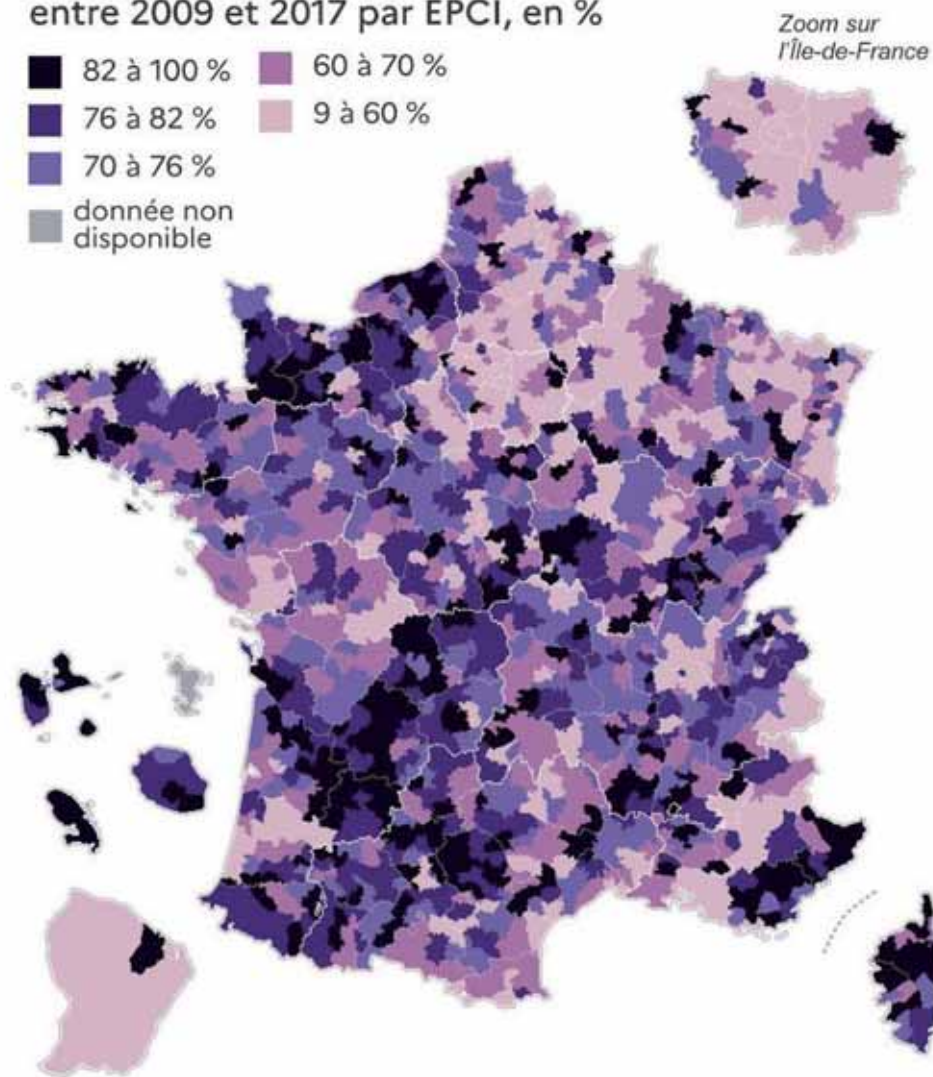 entre 2009 et 2017 par EPCI, en %
Zoom sur
l'Île-de-France
82 à 100 %
60 à 70 %
76 à 82 %
9 à 60 %
70 à 76 %
donnée non
disponible